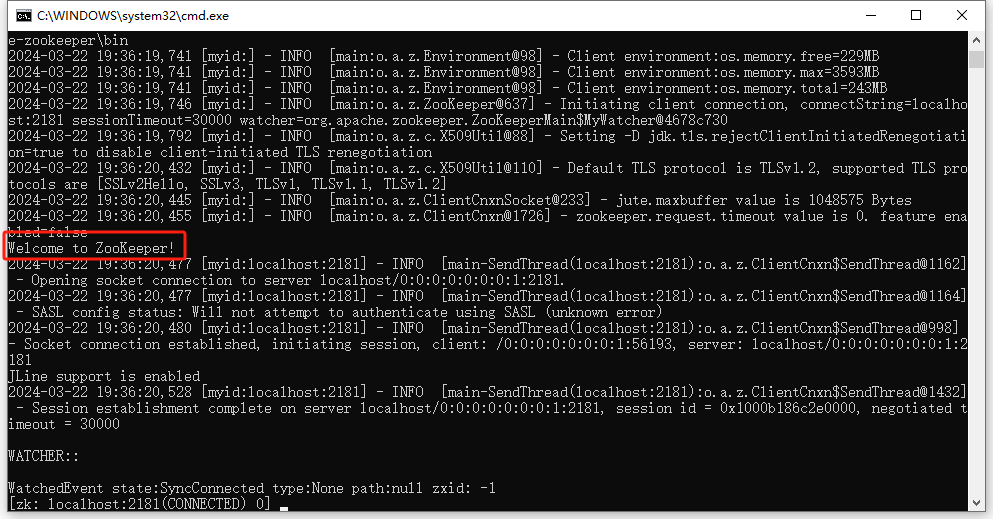 C:\WINDOWS\system32\cmd.exe
e-zookeeper\bin
2024-03-22 19:36:19,741 [myid:] - INFO  [main:o.a.z.Environment@98] - Client environment:os.memory.free=229MB
2024-03-22 19:36:19,741 [myid:] - INFO  [main:o.a.z.Environment@98] - Client environment:os.memory.max=3593MB
2024-03-22 19:36:19,741 [myid:] - INFO  [main:o.a.z.Environment@98] - Client environment:os.memory.total=243MB
2024-03-22 19:36:19,746 [myid:] - INFO  [main:o.a.z.ZooKeeper@637] - Initiating client connection, connectString=localho
st:2181 sessionTimeout=30000 watcher=org.apache.zookeeper.ZooKeeperMain$MyWatcher@4678c730
2024-03-22 19:36:19,792 [myid:] - INFO  [main:o.a.z.c.X509Util@88] - Setting -D jdk.tls.rejectClientInitiatedRenegotiati
on=true to disable client-initiated TLS renegotiation
2024-03-22 19:36:20,432 [myid:] - INFO  [main:o.a.z.c.X509Util@110] - Default TLS protocol is TLSv1.2, supported TLS pro
tocols are [SSLv2Hello, SSLv3, TLSv1, TLSv1.1, TLSv1.2]
2024-03-22 19:36:20,445 [myid:] - INFO  [main:o.a.z.ClientCnxnSocket@233] - jute.maxbuffer value is 1048575 Bytes
2024-03-22 19:36:20,455 [myid:] - INFO  [main:o.a.z.ClientCnxn@1726] - zookeeper.request.timeout value is 0. feature ena
bled=false
Welcome to ZooKeeper!
2024-03-22 19:36:20,477 [myid:localhost:2181] - INFO  [main-SendThread(localhost:2181):o.a.z.ClientCnxn$SendThread@1162]
 - Opening socket connection to server localhost/0:0:0:0:0:0:0:1:2181.
2024-03-22 19:36:20,477 [myid:localhost:2181] - INFO  [main-SendThread(localhost:2181):o.a.z.ClientCnxn$SendThread@1164]
 - SASL config status: Will not attempt to authenticate using SASL (unknown error)
2024-03-22 19:36:20,480 [myid:localhost:2181] - INFO  [main-SendThread(localhost:2181):o.a.z.ClientCnxn$SendThread@998]
- Socket connection established, initiating session, client: /0:0:0:0:0:0:0:1:56193, server: localhost/0:0:0:0:0:0:0:1:2
181
JLine support is enabled
2024-03-22 19:36:20,528 [myid:localhost:2181] - INFO  [main-SendThread(localhost:2181):o.a.z.ClientCnxn$SendThread@1432]
 - Session establishment complete on server localhost/0:0:0:0:0:0:0:1:2181, session id = 0x1000b186c2e0000, negotiated t
imeout = 30000
WATCHER::
WatchedEvent state:SyncConnected type:None path:null zxid: -1
[zk: localhost:2181(CONNECTED) 0]